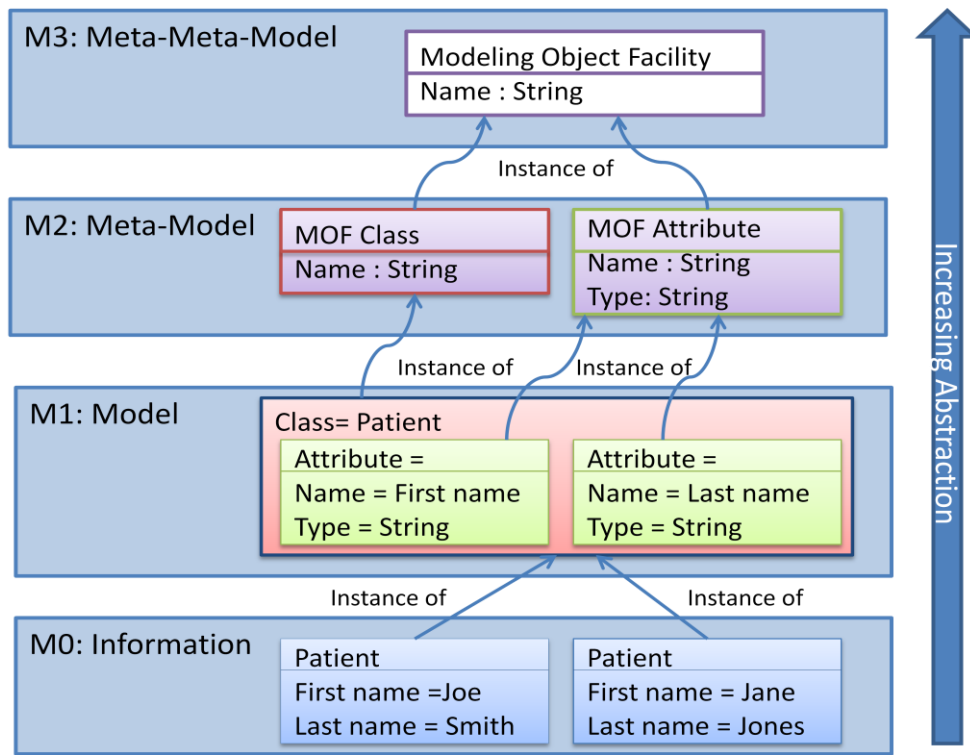 M3: Meta-Meta-Model
Modeling Object Facility
Name : String
Instance of
M2: Meta-Model
MOF Class
Name : String
MOF Attribute
Name : String
Type: String
Instance of
Instance of
M1: Model
Class= Patient
Attribute =
Name = First name
Type = String
Attribute =
Name = Last name
Type = String
Instance of
Instance of
M0: Information
Patient
First name =Joe
Last name = Smith
Patient
First name = Jane
Last name = Jones
Increasing Abstraction